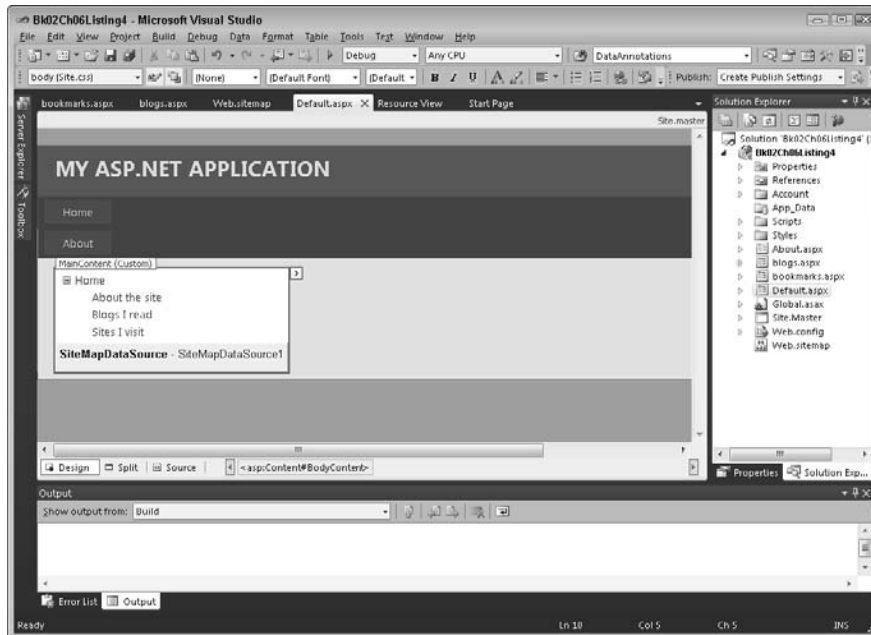 Bk02Ch06Listing4 - Microsoft Visual Studio
File Edit View Project Build Debug Data Format Table Tools Test Window Help
Debug Any CPU DataAnnotations
body (Site.css) (None) (Default Font) (Default B I U A Publish: Create Publish Settings
bookmarks.aspx blogs.aspx Web.sitemap Default.aspx X Resource View Start Page
Site.master
Server Explorer
Toolbox
MY ASP.NET APPLICATION
Home
About
MainContent (Custom)
Home
About the site
Blogs I read
Sites I visit
SiteMapDataSource - SiteMapDataSource1
Design Split Source <asp:Content#BodyContent>
Solution Explorer
Solution 'Bk02Ch06Listing4' (
Bk02Ch06Listing4
Properties
References
Account
App_Data
Scripts
Styles
About.aspx
blogs.aspx
bookmarks.aspx
Default.aspx
Global.asax
Site.Master
Web.config
Web.sitemap
Properties Solution Exp...
Output
Show output from: Build
Error List Output
Ready Ln 10 Col 5 Ch 5 INS